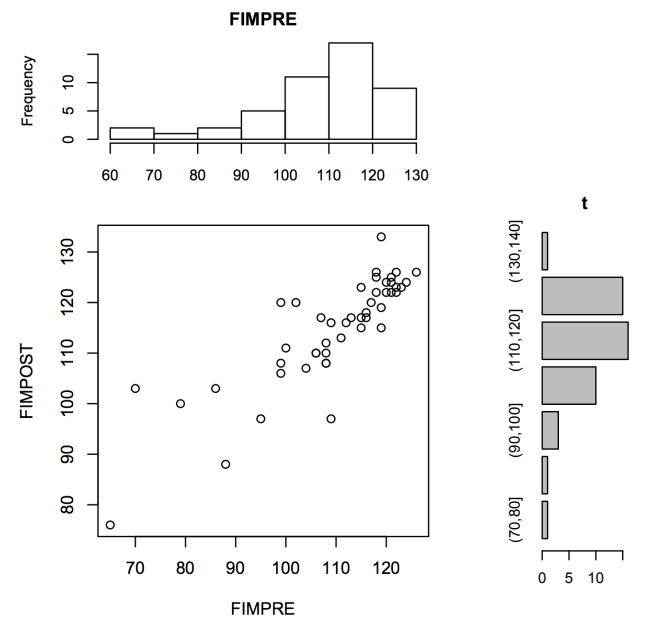 FIMPRE
Frequency
10
5
0
60 70 80 90 100 110 120 130
t
(130,140]
(110,120]
(90,100]
(70,80]
0 5 10
FIMPOST
130
120
110
100
90
80
70 80 90 100 110 120
FIMPRE